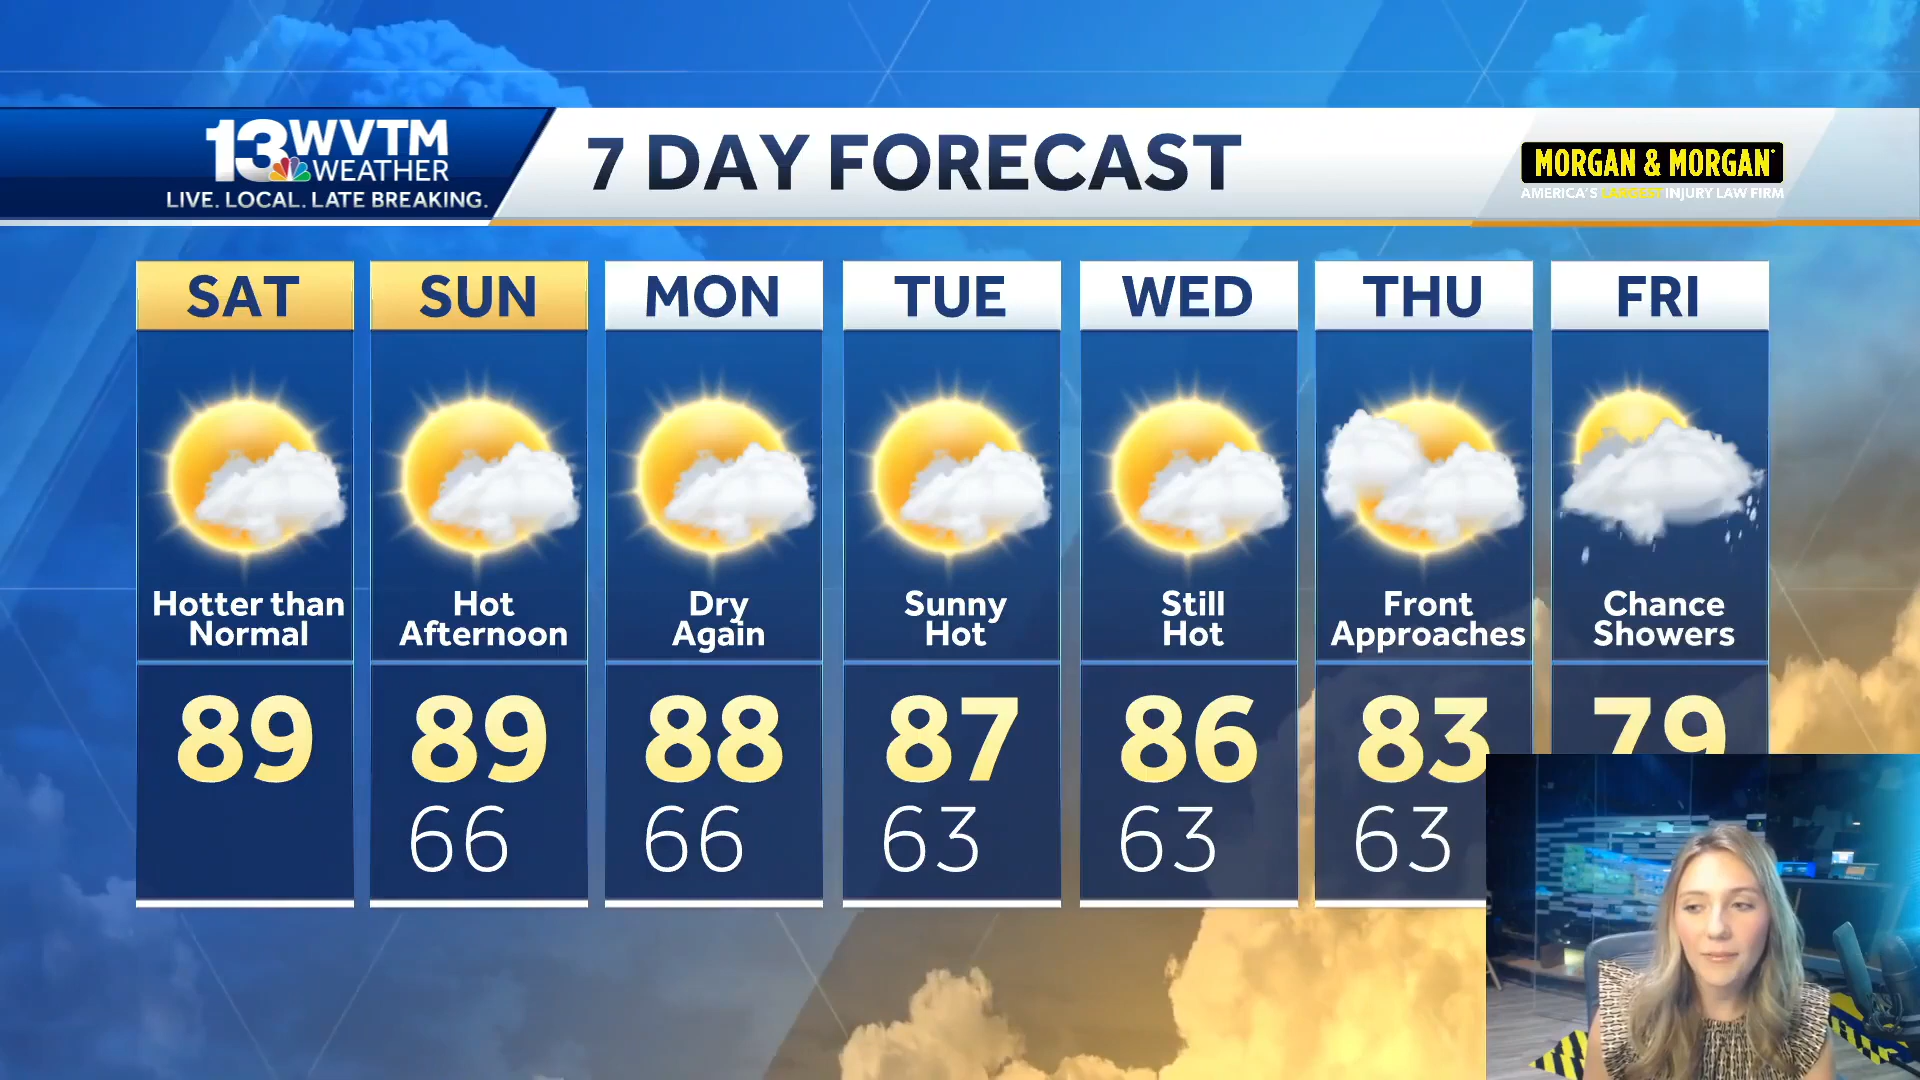 13 WVTM
WEATHER
LIVE. LOCAL. LATE BREAKING.
7 DAY FORECAST
MORGAN & MORGAN
AMERICA'S LARGEST INJURY LAW FIRM
SAT
SUN
MON
TUE
WED
THU
FRI
Hotter than
Normal
Hot
Afternoon
Dry
Again
Sunny
Hot
Still
Hot
Front
Approaches
Chance
Showers
89
89
88
87
86
83
79
66
66
63
63
63